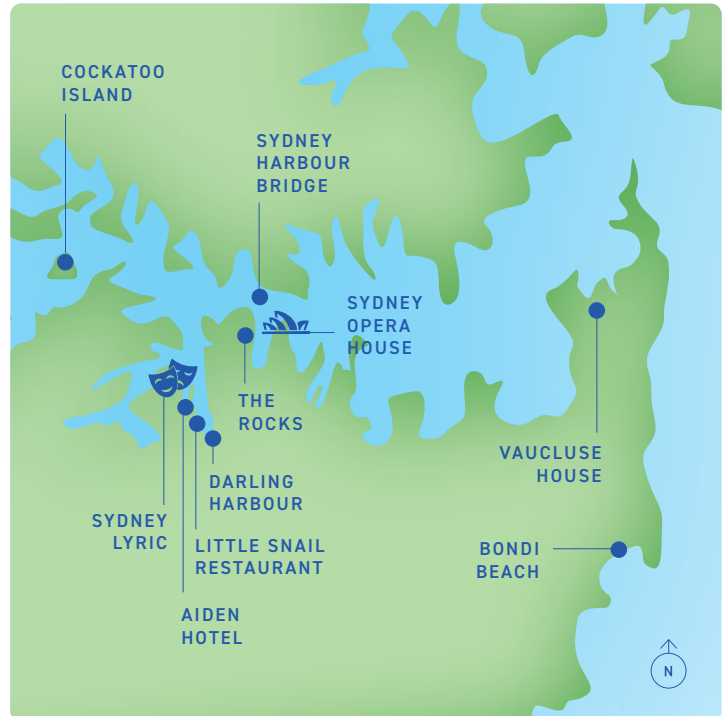 COCKATOO
ISLAND
SYDNEY
HARBOUR
BRIDGE
SYDNEY
OPERA
HOUSE
THE
ROCKS
VAUCLUSE
HOUSE
DARLING
HARBOUR
SYDNEY
LYRIC
LITTLE SNAIL
RESTAURANT
BONDI
BEACH
AIDEN
HOTEL
N